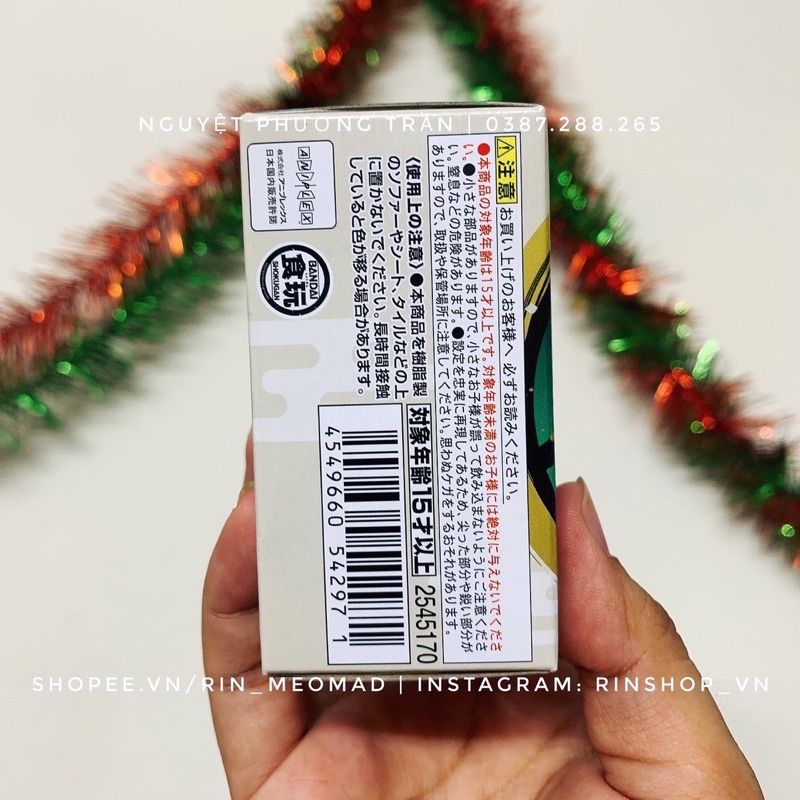 NGUYỆT PHƯƠNG TRẦN | 0387.288.265
注意 お買い上げのお客様へ 必ずお読みください。
●本商品の対象年齢は15才以上です。対象年齢未満のお子様には絶対に与えないでくださ
い。●小さな部品がありますので、小さなお子様が誤って飲み込まないようにご注意くださ
い。窒息などの危険があります。●設定を忠実に再現してあるため、尖った部分や鋭い部分が
ありますので、取扱や保管場所に注意してください。思わぬケガをするおそれがあります。
〈使用上の注意〉●本商品を樹脂製
のソファーやシート、タイルなどの上
に置かないでください。長時間接触
していると色が移る場合があります。
ANIPLEX
株式会社アニプレックス
日本国内販売許諾
BANDAI
食玩
SHOKUGAN
対象年齢15才以上 2545170
4549660 542971
SHOPEE.VN/RIN_MEOMAD | INSTAGRAM: RINSHOP_VN